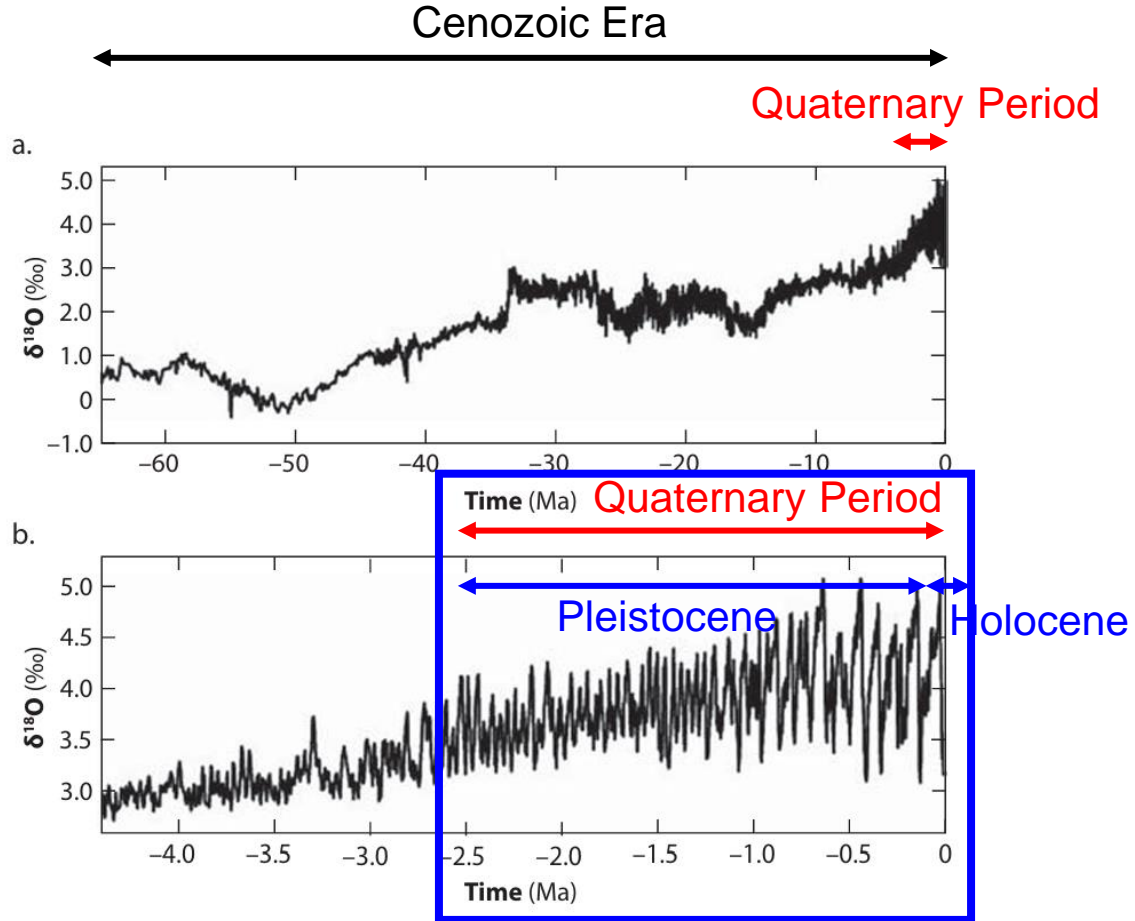 Cenozoic Era
Quaternary Period
a.
5.0
4.0
3.0
2.0
1.0
0
–1.0
δ¹⁸O (‰)
–60 –50 –40 –30 –20 –10 0
Time (Ma)
Quaternary Period
b.
5.0
4.5
4.0
3.5
3.0
δ¹⁸O (‰)
Pleistocene
Holocene
–4.0 –3.5 –3.0 –2.5 –2.0 –1.5 –1.0 –0.5 0
Time (Ma)